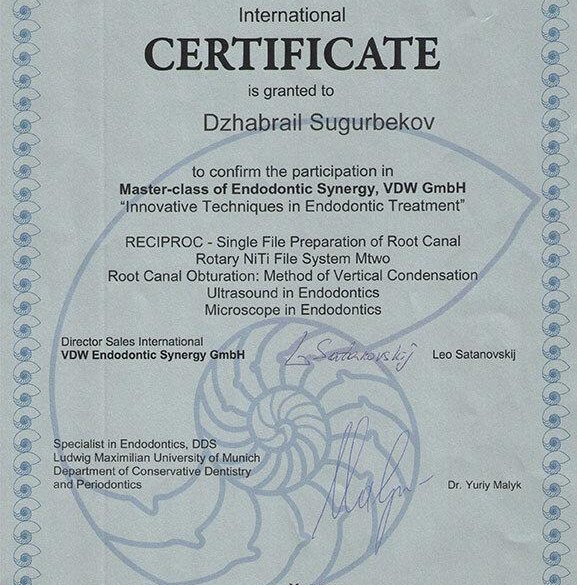 International
CERTIFICATE
is granted to
Dzhabrail Sugurbekov
to confirm the participation in
Master-class of Endodontic Synergy, VDW GmbH
"Innovative Techniques in Endodontic Treatment"
RECIPROC - Single File Preparation of Root Canal
Rotary NiTi File System Mtwo
Root Canal Obturation: Method of Vertical Condensation
Ultrasound in Endodontics
Microscope in Endodontics
Director Sales International
VDW Endodontic Synergy GmbH
L. Satanovskij
Leo Satanovskij
Specialist in Endodontics, DDS
Ludwig Maximilian University of Munich
Department of Conservative Dentistry
and Periodontics
Dr. Yuriy Malyk